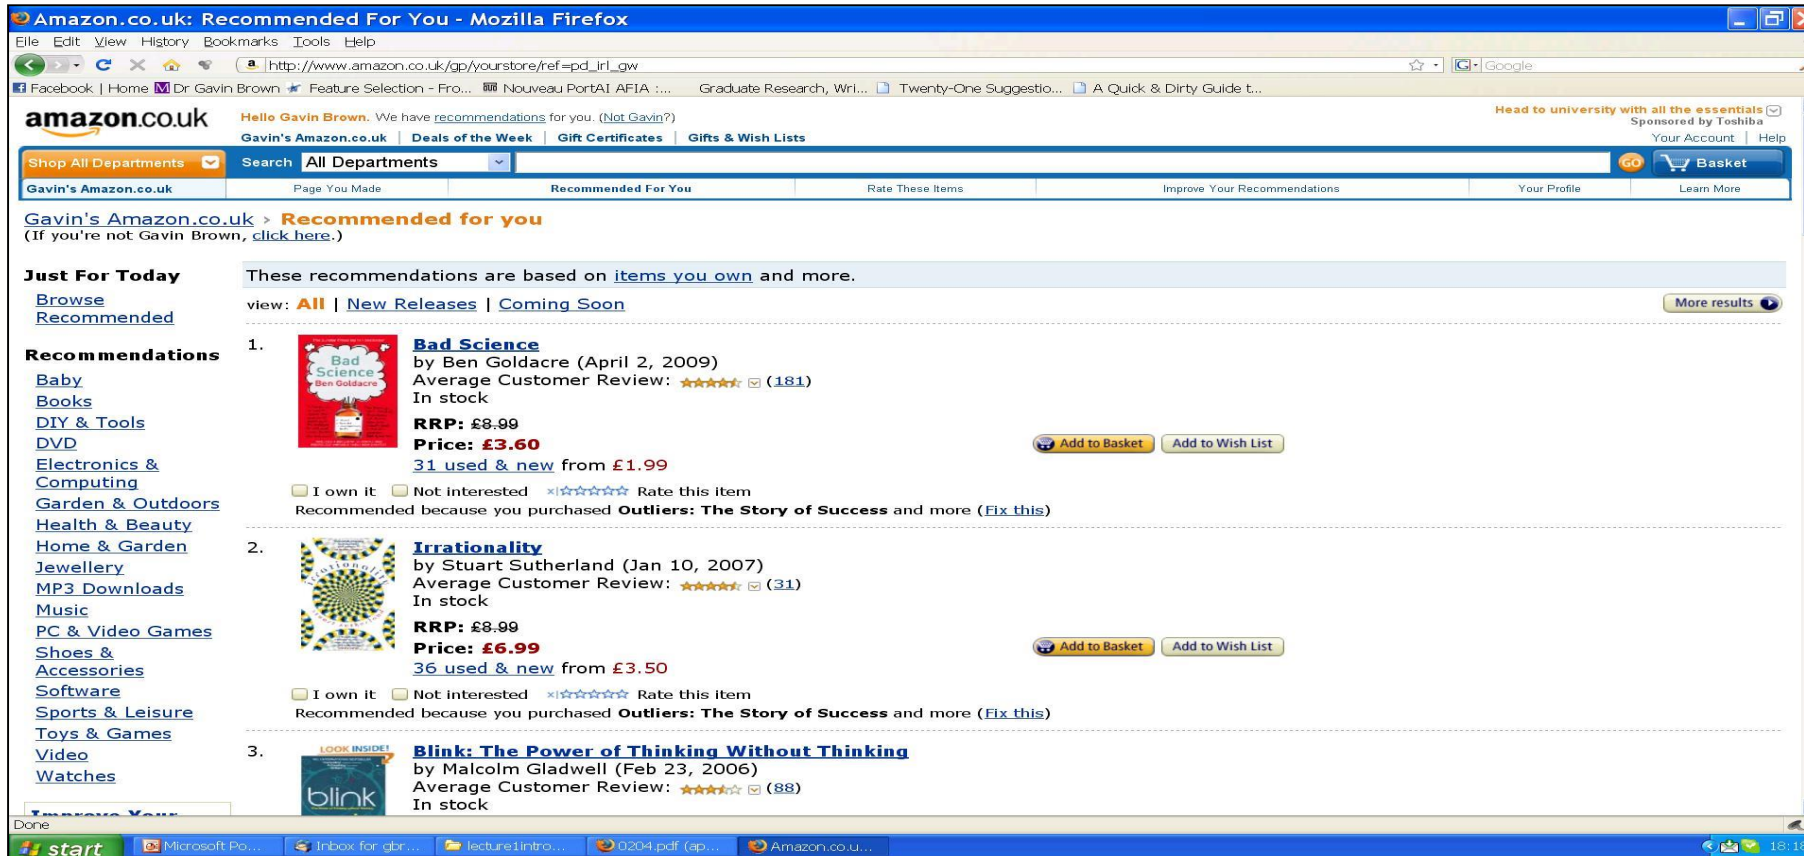 Amazon.co.uk: Recommended For You - Mozilla Firefox
File Edit View History Bookmarks Tools Help
http://www.amazon.co.uk/gp/yourstore/ref=pd_irl_gw
Google
Facebook | Home Dr Gavin Brown Feature Selection - Fro... Nouveau PortAI AFIA :... Graduate Research, Wri... Twenty-One Suggestio... A Quick & Dirty Guide t...
amazon.co.uk
Hello Gavin Brown. We have recommendations for you. (Not Gavin?)
Head to university with all the essentials
Sponsored by Toshiba
Gavin's Amazon.co.uk | Deals of the Week | Gift Certificates | Gifts & Wish Lists
Your Account | Help
Shop All Departments Search All Departments GO Basket
Gavin's Amazon.co.uk Page You Made Recommended For You Rate These Items Improve Your Recommendations Your Profile Learn More
Gavin's Amazon.co.uk > Recommended for you
(If you're not Gavin Brown, click here.)
Just For Today
Browse
Recommended
Recommendations
Baby
Books
DIY & Tools
DVD
Electronics &
Computing
Garden & Outdoors
Health & Beauty
Home & Garden
Jewellery
MP3 Downloads
Music
PC & Video Games
Shoes &
Accessories
Software
Sports & Leisure
Toys & Games
Video
Watches
Improve Your
These recommendations are based on items you own and more.
view: All | New Releases | Coming Soon
More results
1.
Bad
Science
Ben Goldacre
Bad Science
by Ben Goldacre (April 2, 2009)
Average Customer Review: (181)
In stock
RRP: £8.99
Price: £3.60
Add to Basket Add to Wish List
31 used & new from £1.99
I own it Not interested Rate this item
Recommended because you purchased Outliers: The Story of Success and more (Fix this)
2.
irrationality
Irrationality
by Stuart Sutherland (Jan 10, 2007)
Average Customer Review: (31)
In stock
RRP: £8.99
Price: £6.99
Add to Basket Add to Wish List
36 used & new from £3.50
I own it Not interested Rate this item
Recommended because you purchased Outliers: The Story of Success and more (Fix this)
3.
LOOK INSIDE!
blink
Blink: The Power of Thinking Without Thinking
by Malcolm Gladwell (Feb 23, 2006)
Average Customer Review: (88)
In stock
Done
start Microsoft Po... Inbox for gbr... lecture1intro... 0204.pdf (ap... Amazon.co.u... 18:18